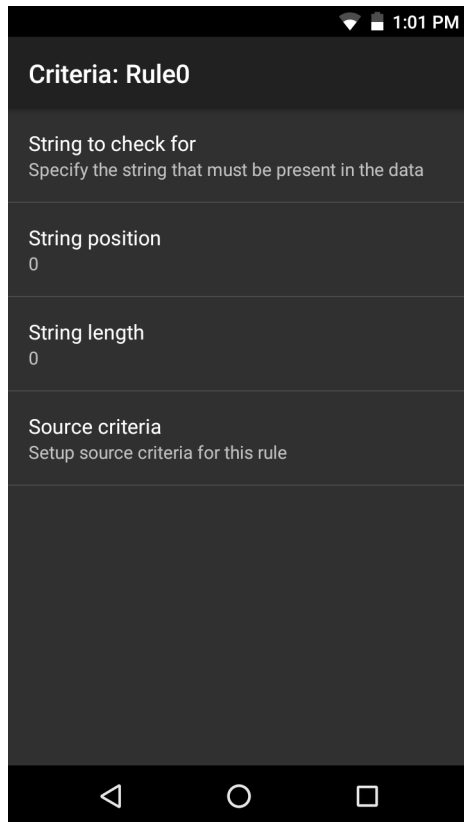 1:01 PM
Criteria: Rule0
String to check for
Specify the string that must be present in the data
String position
0
String length
0
Source criteria
Setup source criteria for this rule